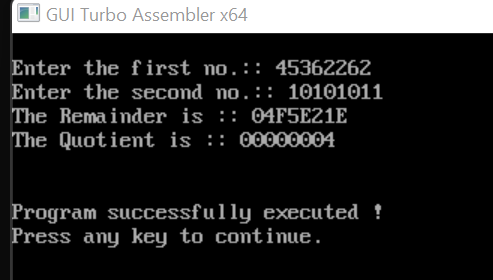 GUI Turbo Assembler x64
Enter the first no.:: 45362262
Enter the second no.:: 10101011
The Remainder is :: 04F5E21E
The Quotient is :: 00000004
Program successfully executed !
Press any key to continue.